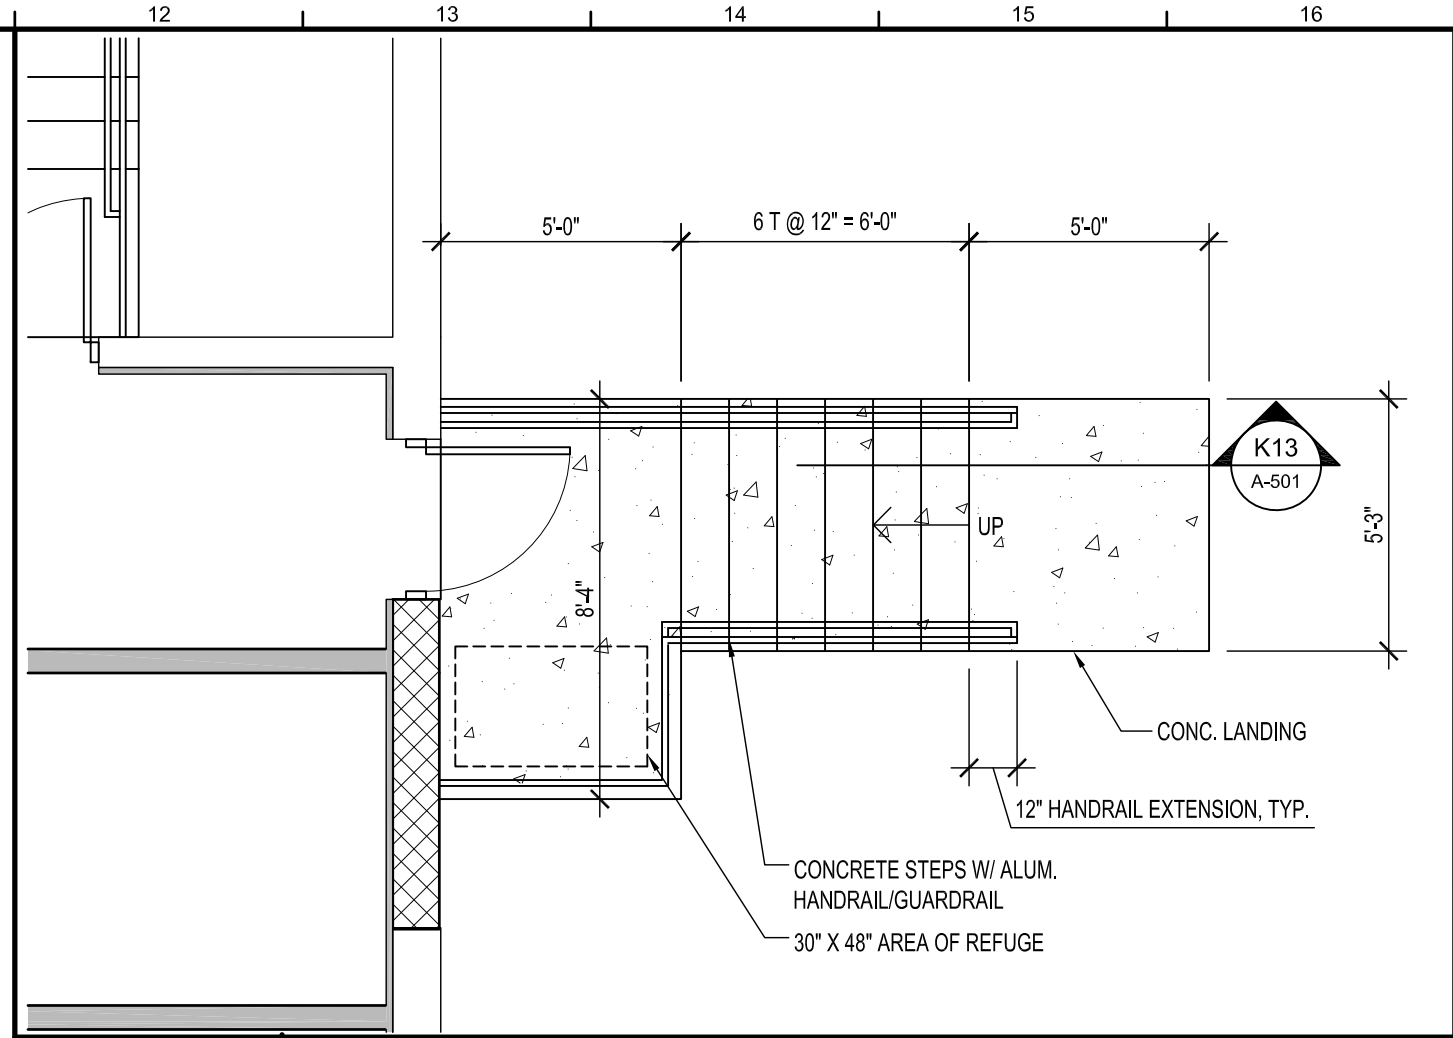 12
13
14
15
16
5'-0"
6 T @ 12" = 6'-0"
5'-0"
K13
A-501
UP
5'-3"
8'-4"
CONC. LANDING
12" HANDRAIL EXTENSION, TYP.
CONCRETE STEPS W/ ALUM.
HANDRAIL/GUARDRAIL
30" X 48" AREA OF REFUGE